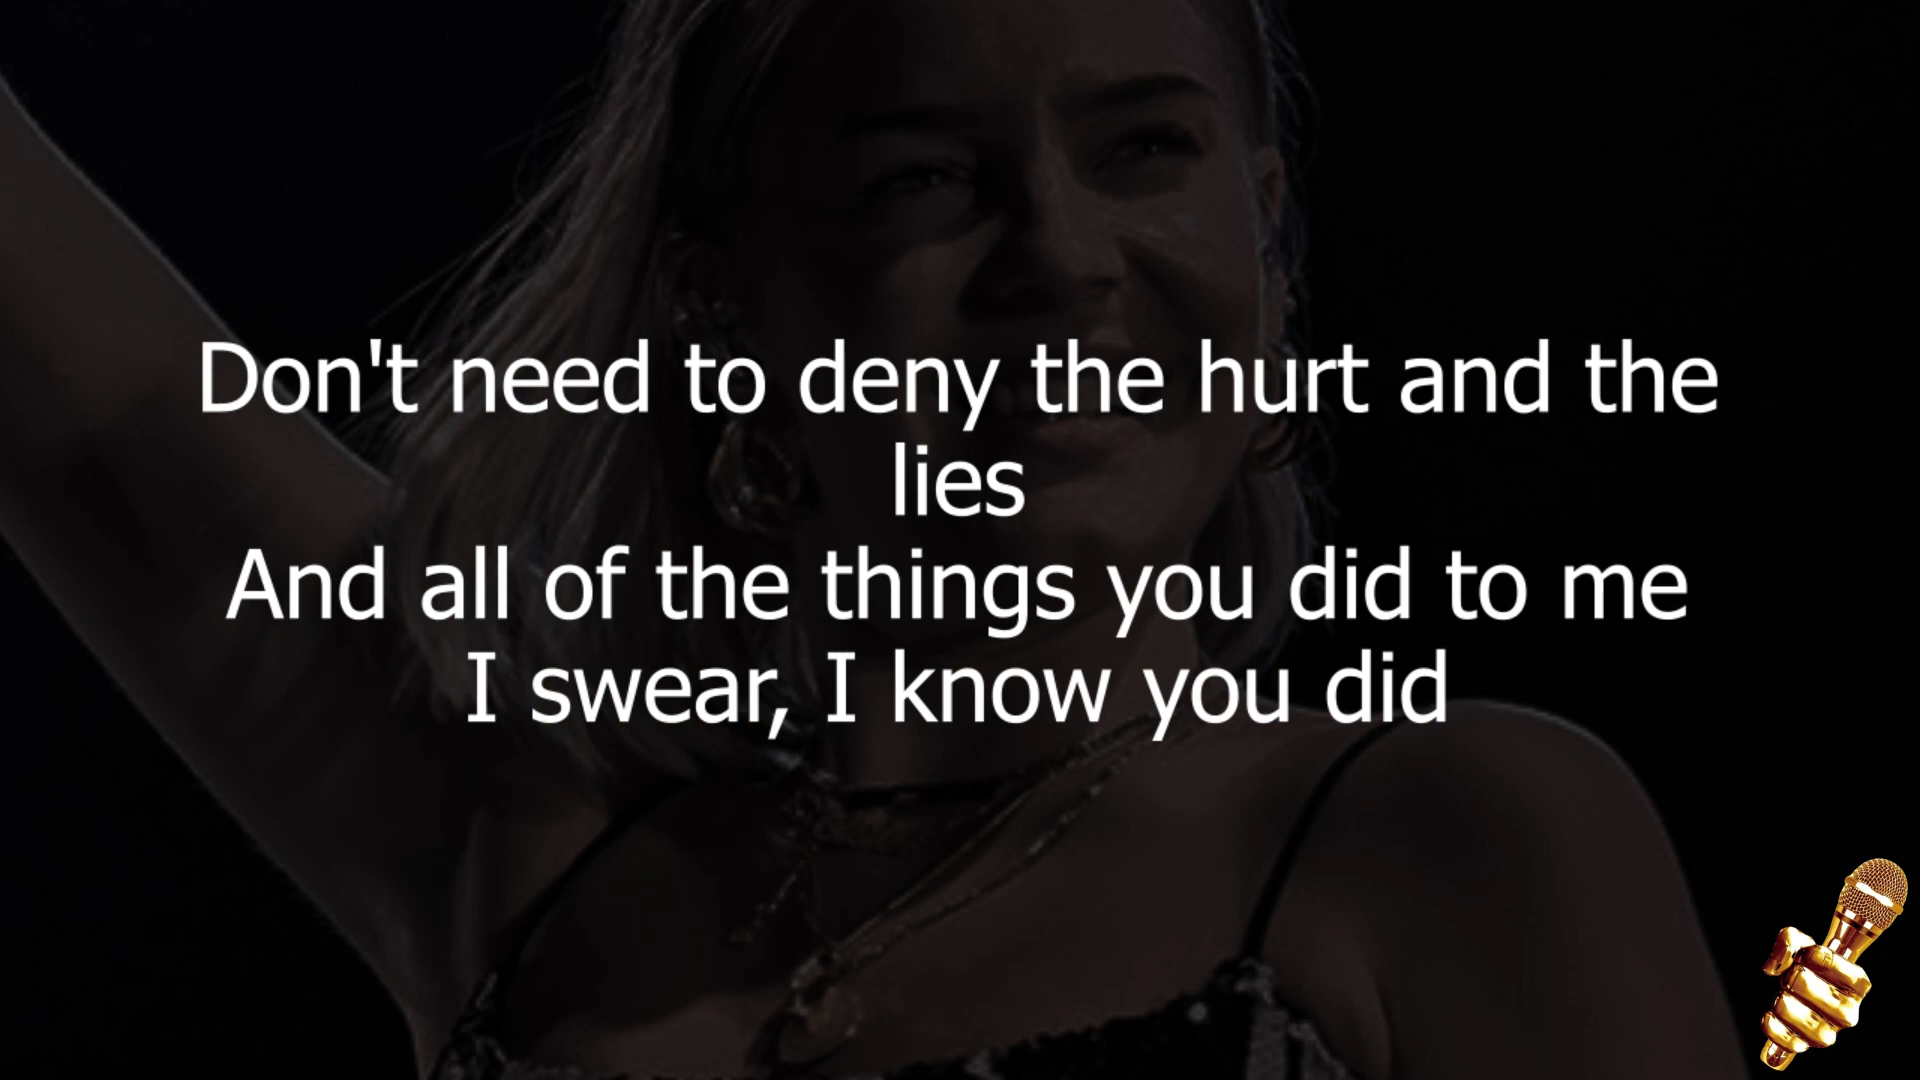 Don't need to deny the hurt and the
lies
And all of the things you did to me
I swear, I know you did